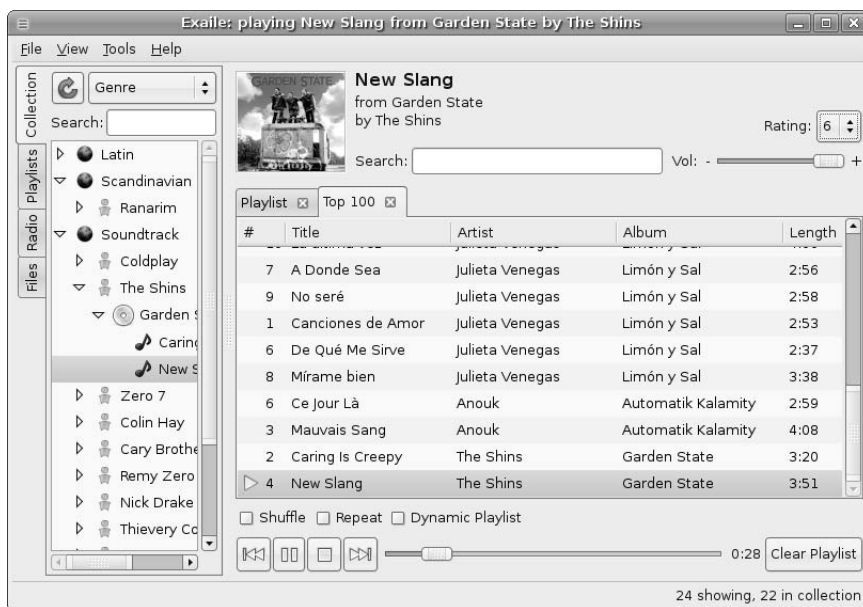 Exaile: playing New Slang from Garden State by The Shins
File View Tools Help
Collection
Playlists
Radio
Files
Genre
Search:
Latin
Scandinavian
Ranarim
Soundtrack
Coldplay
The Shins
Garden S
Caring
New S
Zero 7
Colin Hay
Cary Brothe
Remy Zero
Nick Drake
Thievery Co
GARDEN STATE
New Slang
from Garden State
by The Shins
Rating: 6
Search:
Vol: - +
Playlist Top 100
# Title Artist Album Length
7 A Donde Sea Julieta Venegas Limón y Sal 2:56
9 No seré Julieta Venegas Limón y Sal 2:58
1 Canciones de Amor Julieta Venegas Limón y Sal 2:53
6 De Qué Me Sirve Julieta Venegas Limón y Sal 2:37
8 Mírame bien Julieta Venegas Limón y Sal 3:38
6 Ce Jour Là Anouk Automatik Kalamity 2:59
3 Mauvais Sang Anouk Automatik Kalamity 4:08
2 Caring Is Creepy The Shins Garden State 3:20
4 New Slang The Shins Garden State 3:51
Shuffle Repeat Dynamic Playlist
0:28 Clear Playlist
24 showing, 22 in collection